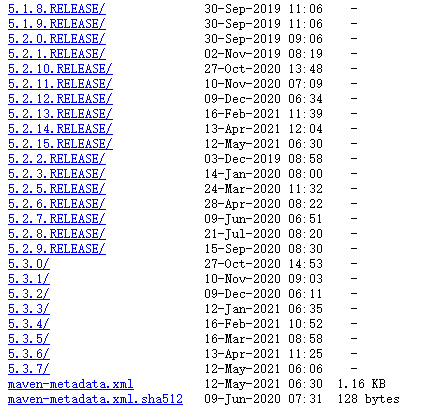 5.1.8.RELEASE/ 30-Sep-2019 11:06 -
5.1.9.RELEASE/ 30-Sep-2019 11:06 -
5.2.0.RELEASE/ 30-Sep-2019 09:06 -
5.2.1.RELEASE/ 02-Nov-2019 08:19 -
5.2.10.RELEASE/ 27-Oct-2020 13:48 -
5.2.11.RELEASE/ 10-Nov-2020 07:09 -
5.2.12.RELEASE/ 09-Dec-2020 06:34 -
5.2.13.RELEASE/ 16-Feb-2021 11:39 -
5.2.14.RELEASE/ 13-Apr-2021 12:04 -
5.2.15.RELEASE/ 12-May-2021 06:30 -
5.2.2.RELEASE/ 03-Dec-2019 08:58 -
5.2.3.RELEASE/ 14-Jan-2020 08:00 -
5.2.5.RELEASE/ 24-Mar-2020 11:32 -
5.2.6.RELEASE/ 28-Apr-2020 08:22 -
5.2.7.RELEASE/ 09-Jun-2020 06:51 -
5.2.8.RELEASE/ 21-Jul-2020 08:20 -
5.2.9.RELEASE/ 15-Sep-2020 08:30 -
5.3.0/ 27-Oct-2020 14:53 -
5.3.1/ 10-Nov-2020 09:03 -
5.3.2/ 09-Dec-2020 06:11 -
5.3.3/ 12-Jan-2021 06:35 -
5.3.4/ 16-Feb-2021 10:52 -
5.3.5/ 16-Mar-2021 08:58 -
5.3.6/ 13-Apr-2021 11:25 -
5.3.7/ 12-May-2021 06:06 -
maven-metadata.xml 12-May-2021 06:30 1.16 KB
maven-metadata.xml.sha512 09-Jun-2020 07:31 128 bytes